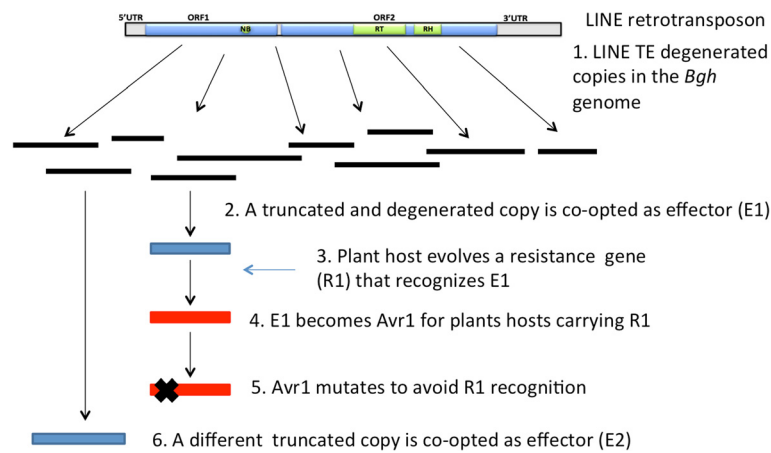 5'UTR ORF1 ORF2 3'UTR
NB RT RH
LINE retrotransposon
1. LINE TE degenerated
copies in the Bgh
genome
2. A truncated and degenerated copy is co-opted as effector (E1)
3. Plant host evolves a resistance gene
(R1) that recognizes E1
4. E1 becomes Avr1 for plants hosts carrying R1
5. Avr1 mutates to avoid R1 recognition
6. A different truncated copy is co-opted as effector (E2)